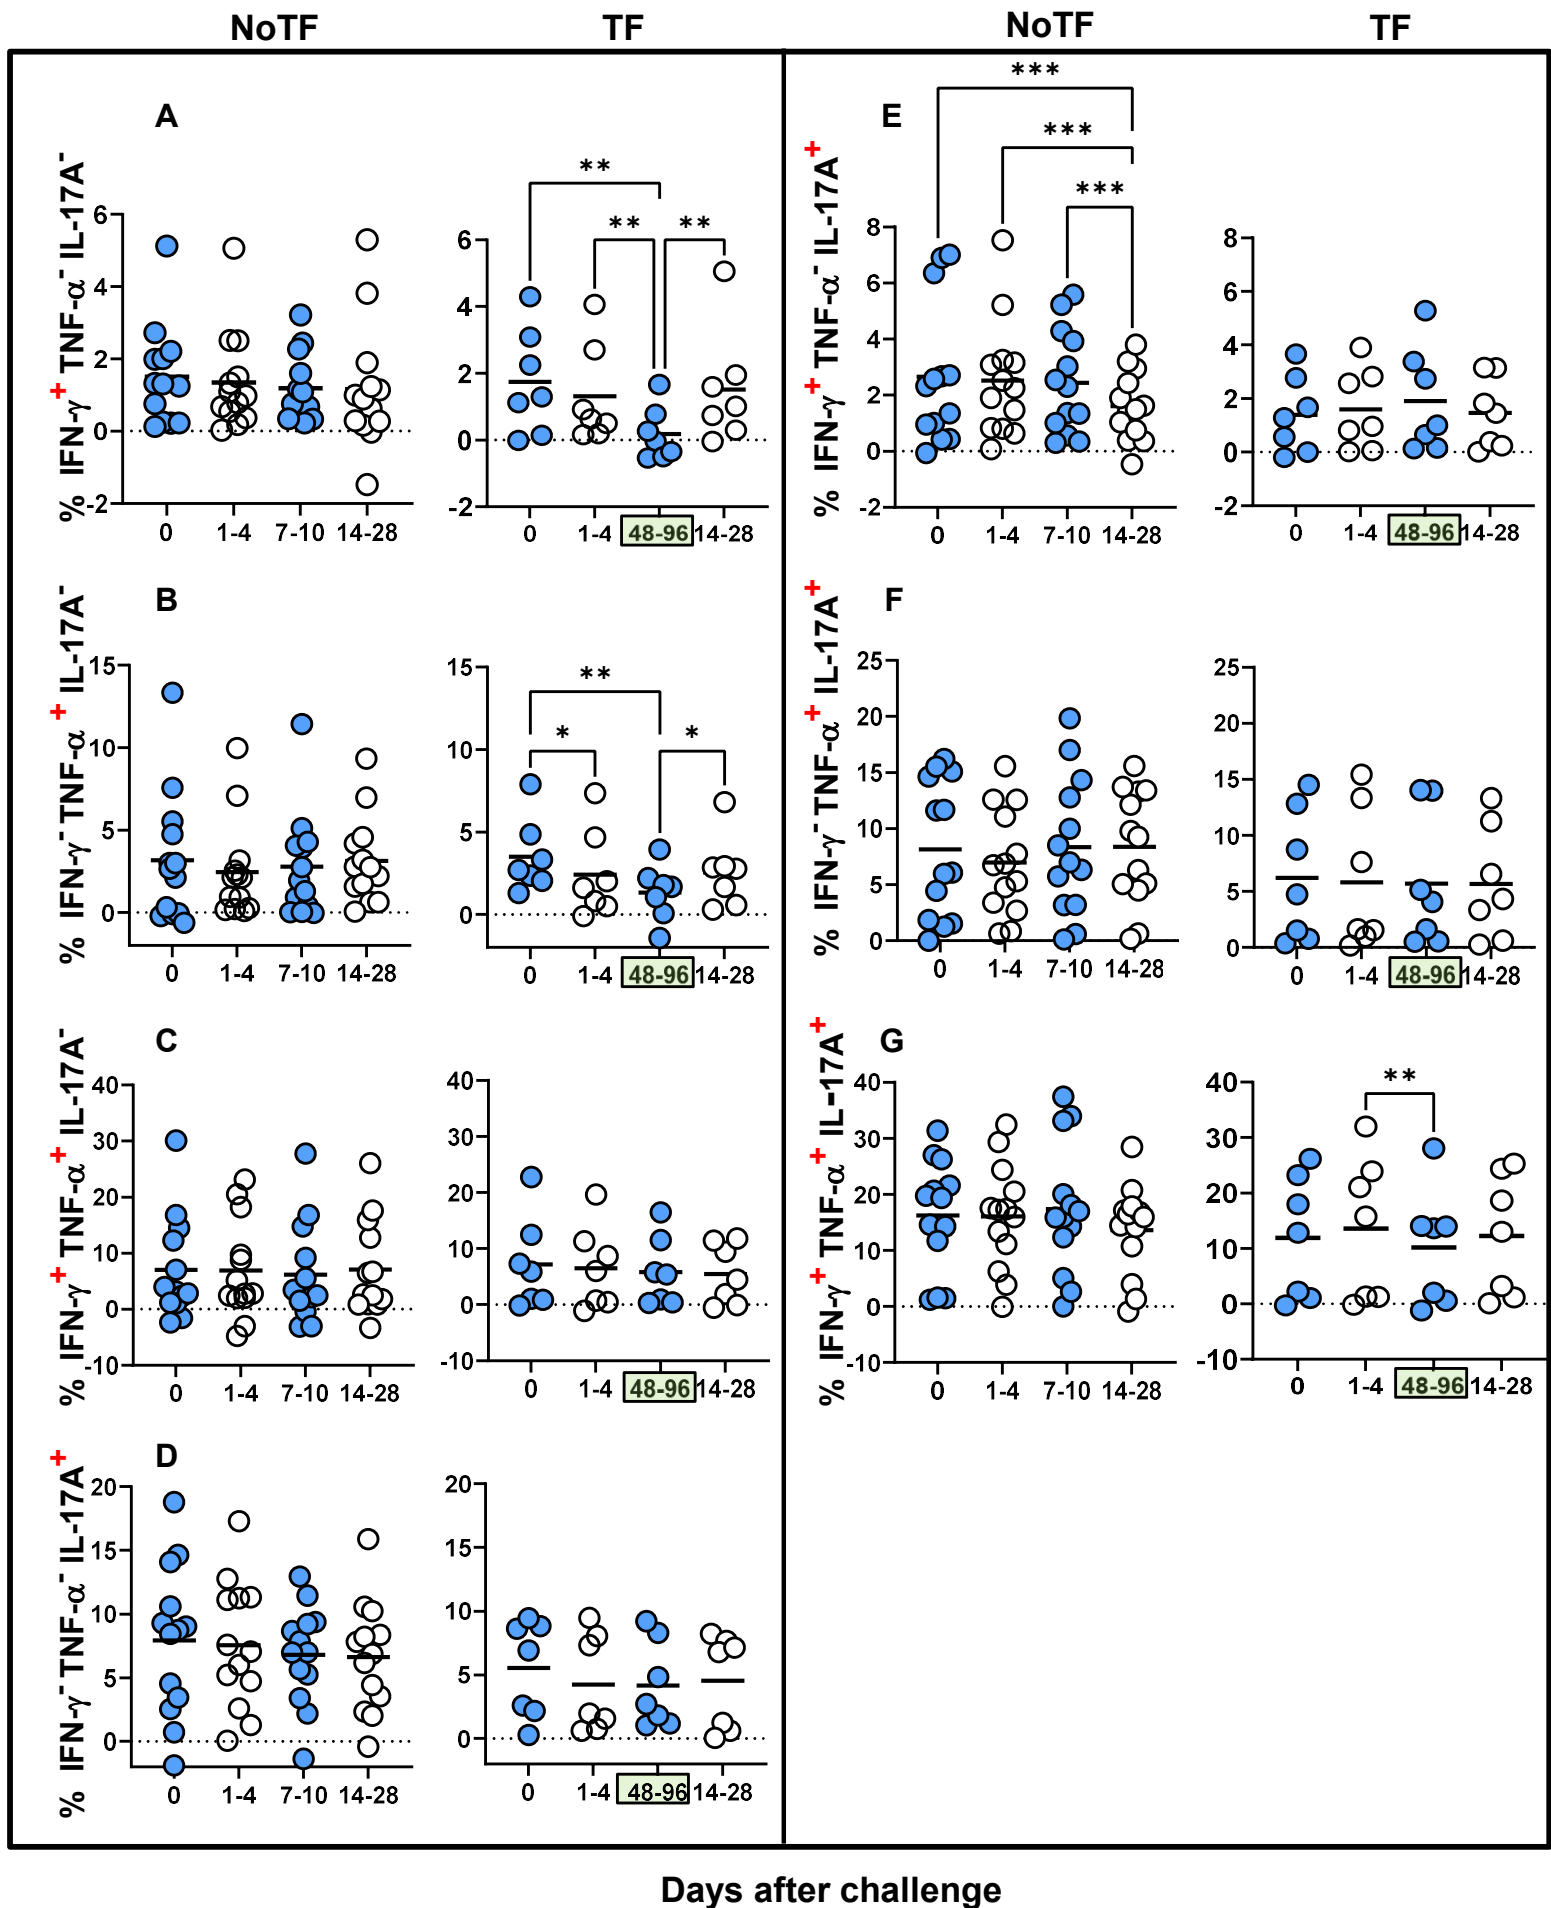 NoTF TF NoTF TF
A
% IFN-γ⁺ TNF-α⁻ IL-17A⁻
6
4
2
0
-2
0 1-4 7-10 14-28
** ** **
6
4
2
0
-2
0 1-4 48-96 14-28
E
% IFN-γ⁺ TNF-α⁻ IL-17A⁺
***
***
***
8
6
4
2
0
-2
0 1-4 7-10 14-28
8
6
4
2
0
-2
0 1-4 48-96 14-28
B
% IFN-γ⁻ TNF-α⁺ IL-17A⁻
15
10
5
0
0 1-4 7-10 14-28
**
* *
15
10
5
0
0 1-4 48-96 14-28
F
% IFN-γ⁻ TNF-α⁺ IL-17A⁺
25
20
15
10
5
0
0 1-4 7-10 14-28
25
20
15
10
5
0
0 1-4 48-96 14-28
C
% IFN-γ⁺ TNF-α⁺ IL-17A⁻
40
30
20
10
0
-10
0 1-4 7-10 14-28
40
30
20
10
0
-10
0 1-4 48-96 14-28
G
% IFN-γ⁺ TNF-α⁺ IL-17A⁺
40
30
20
10
0
-10
0 1-4 7-10 14-28
**
40
30
20
10
0
-10
0 1-4 48-96 14-28
D
% IFN-γ⁻ TNF-α⁻ IL-17A⁺
20
15
10
5
0
0 1-4 7-10 14-28
20
15
10
5
0
0 1-4 48-96 14-28
Days after challenge